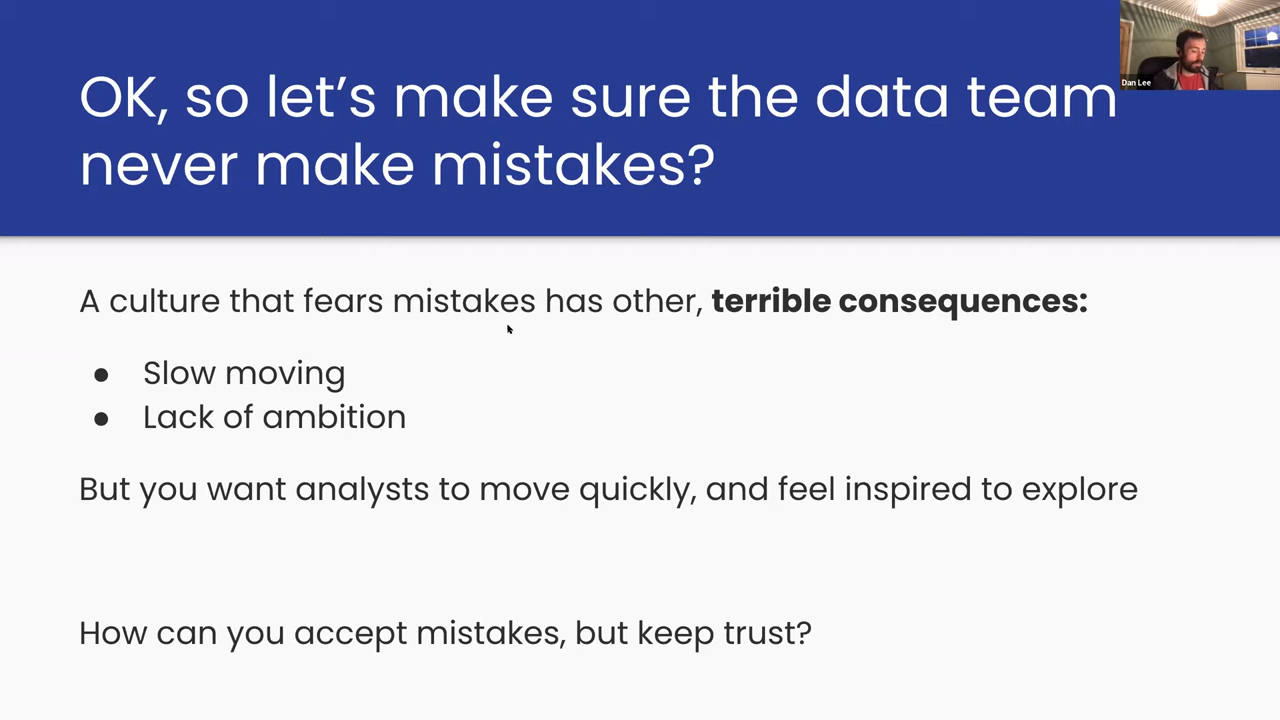 OK, so let's make sure the data team
never make mistakes?
Dan Lee
A culture that fears mistakes has other, terrible consequences:
● Slow moving
● Lack of ambition
But you want analysts to move quickly, and feel inspired to explore
How can you accept mistakes, but keep trust?